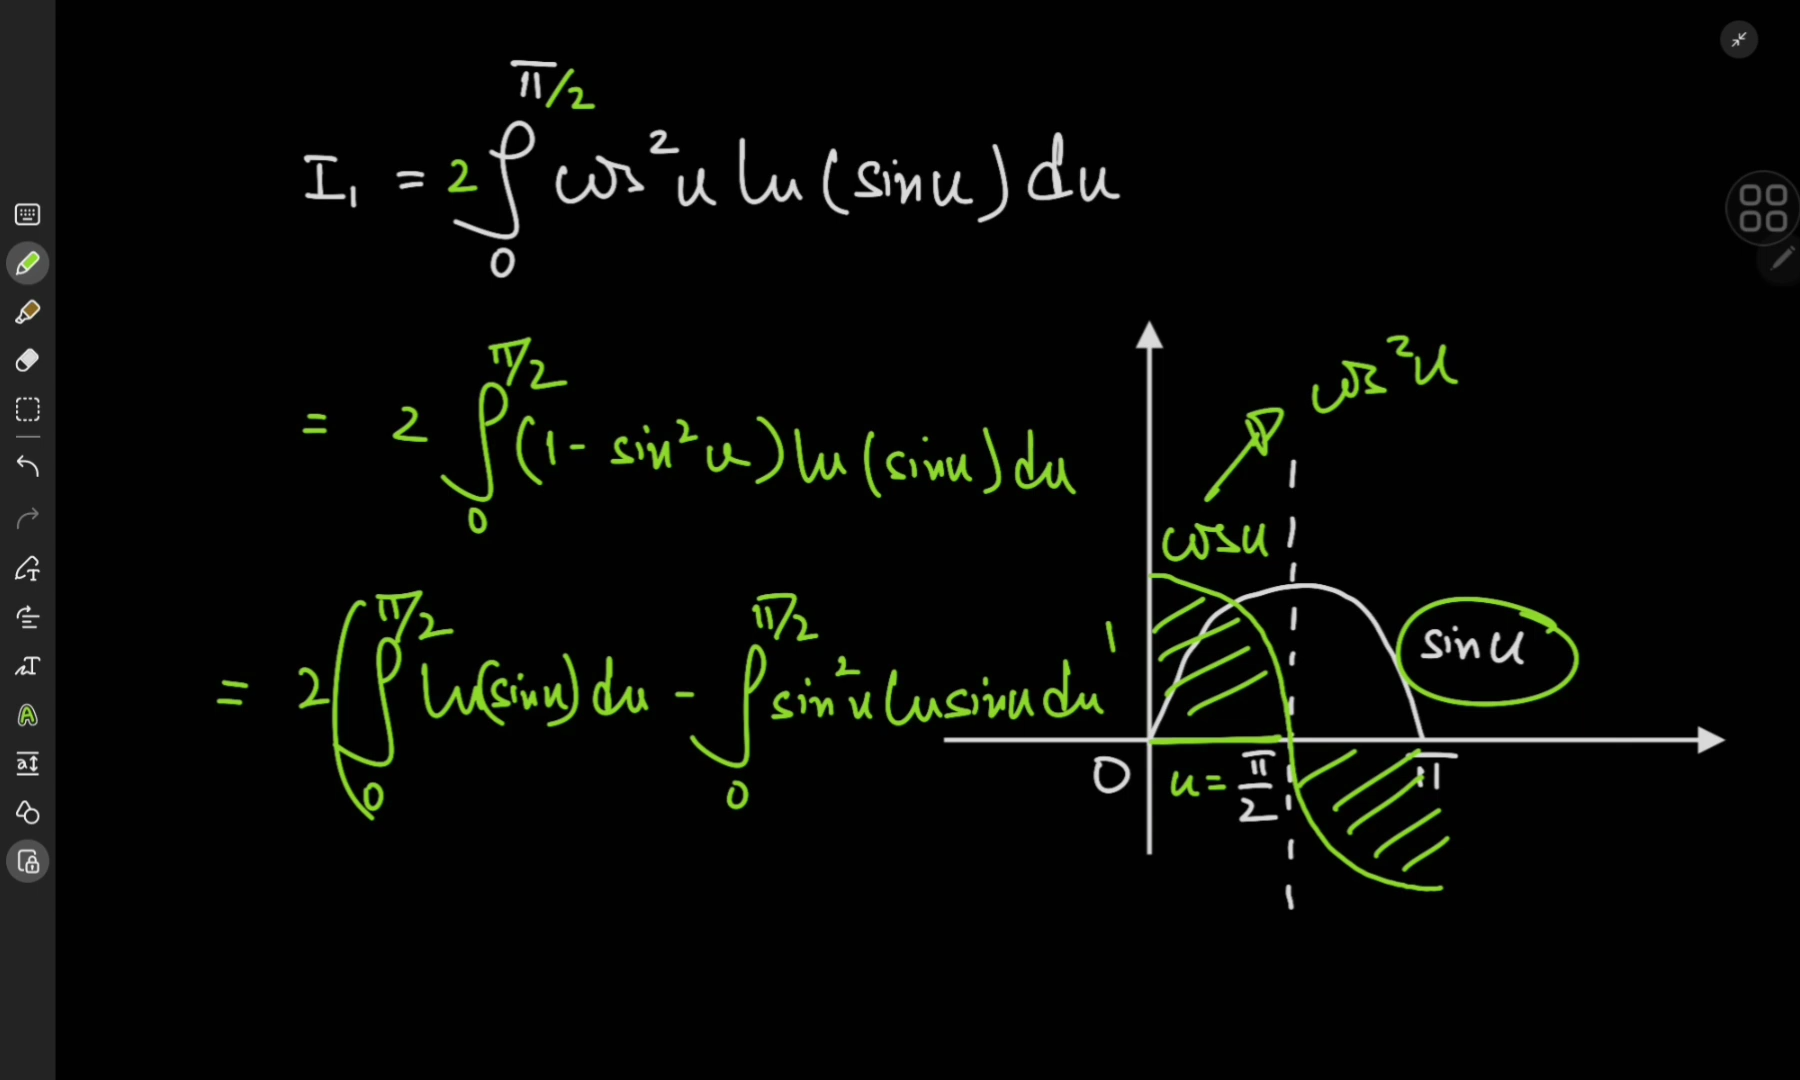 I₁ = 2 ∫₀^(π/2) cos²u ln(sinu) du
= 2 ∫₀^(π/2) (1 - sin²u) ln(sinu) du
= 2( ∫₀^(π/2) ln(sinu) du - ∫₀^(π/2) sin²u ln sinu du
cos²u
cosu
1
sinu
0
u = π/2
π